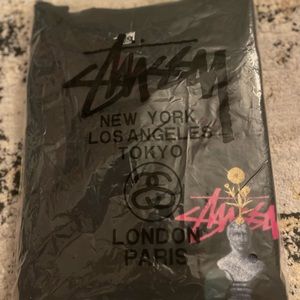 STÜSSY
NEW YORK
LOS ANGELES
TOKYO
LONDON
PARIS
STÜSSY